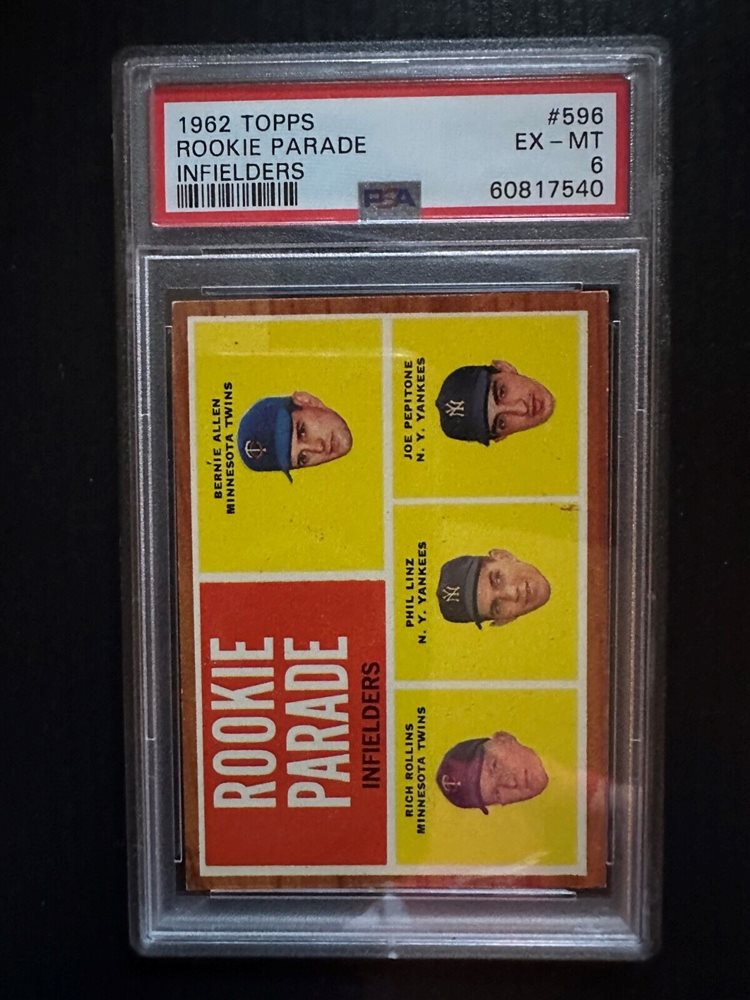 1962 TOPPS
ROOKIE PARADE
INFIELDERS
#596
EX - MT
6
60817540
PSA
ROOKIE
PARADE
INFIELDERS
BERNIE ALLEN
MINNESOTA TWINS
RICH ROLLINS
MINNESOTA TWINS
PHIL LINZ
N. Y. YANKEES
JOE PEPITONE
N. Y. YANKEES